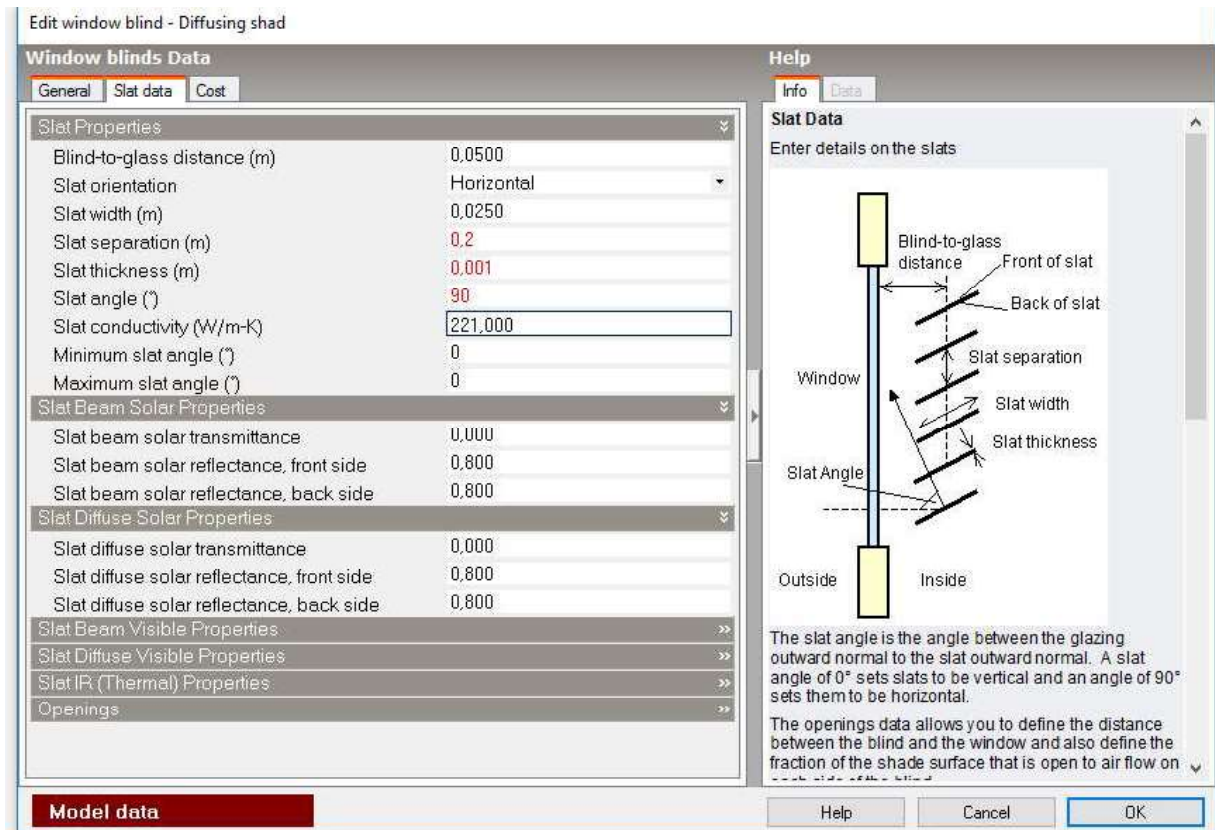 Edit window blind - Diffusing shad
Window blinds Data
General Slat data Cost
Slat Properties
Blind-to-glass distance (m) 0,0500
Slat orientation Horizontal
Slat width (m) 0,0250
Slat separation (m) 0,2
Slat thickness (m) 0,001
Slat angle (°) 90
Slat conductivity (W/m-K) 221,000
Minimum slat angle (°) 0
Maximum slat angle (°) 0
Slat Beam Solar Properties
Slat beam solar transmittance 0,000
Slat beam solar reflectance, front side 0,800
Slat beam solar reflectance, back side 0,800
Slat Diffuse Solar Properties
Slat diffuse solar transmittance 0,000
Slat diffuse solar reflectance, front side 0,800
Slat diffuse solar reflectance, back side 0,800
Slat Beam Visible Properties
Slat Diffuse Visible Properties
Slat IR (Thermal) Properties
Openings
Model data
Help
Info Data
Slat Data
Enter details on the slats
Blind-to-glass
distance
Front of slat
Back of slat
Slat separation
Window
Slat width
Slat thickness
Slat Angle
Outside Inside
The slat angle is the angle between the glazing
outward normal to the slat outward normal. A slat
angle of 0° sets slats to be vertical and an angle of 90°
sets them to be horizontal.
The openings data allows you to define the distance
between the blind and the window and also define the
fraction of the shade surface that is open to air flow on
Help Cancel OK